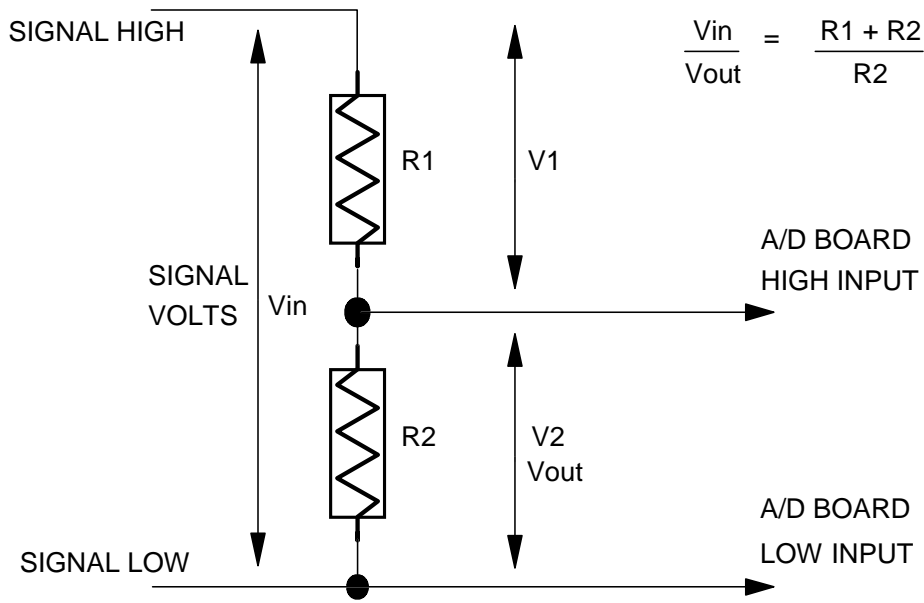 SIGNAL HIGH
Vin
Vout
=
R1 + R2
R2
R1
V1
A/D BOARD
HIGH INPUT
SIGNAL
VOLTS
Vin
R2
V2
Vout
A/D BOARD
LOW INPUT
SIGNAL LOW